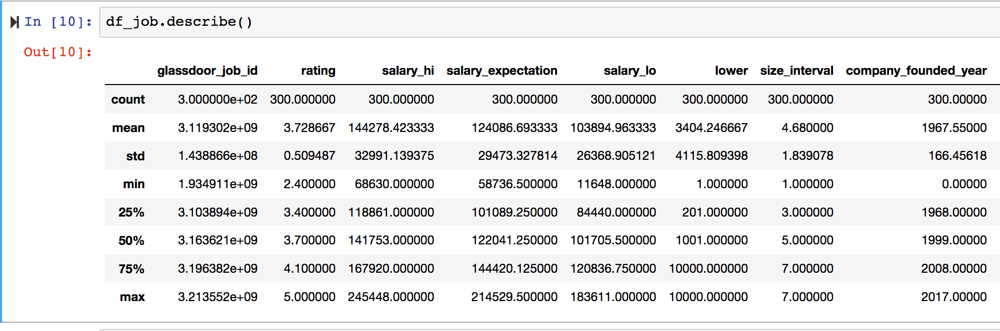 In [10]: df_job.describe()
Out[10]:
glassdoor_job_id rating salary_hi salary_expectation salary_lo lower size_interval company_founded_year
count 3.000000e+02 300.000000 300.000000 300.000000 300.000000 300.000000 300.000000 300.00000
mean 3.119302e+09 3.728667 144278.423333 124086.693333 103894.963333 3404.246667 4.680000 1967.55000
std 1.438866e+08 0.509487 32991.139375 29473.327814 26368.905121 4115.809398 1.839078 166.45618
min 1.934911e+09 2.400000 68630.000000 58736.500000 11648.000000 1.000000 1.000000 0.00000
25% 3.103894e+09 3.400000 118861.000000 101089.250000 84440.000000 201.000000 3.000000 1968.00000
50% 3.163621e+09 3.700000 141753.000000 122041.250000 101705.500000 1001.000000 5.000000 1999.00000
75% 3.196382e+09 4.100000 167920.000000 144420.125000 120836.750000 10000.000000 7.000000 2008.00000
max 3.213552e+09 5.000000 245448.000000 214529.500000 183611.000000 10000.000000 7.000000 2017.00000